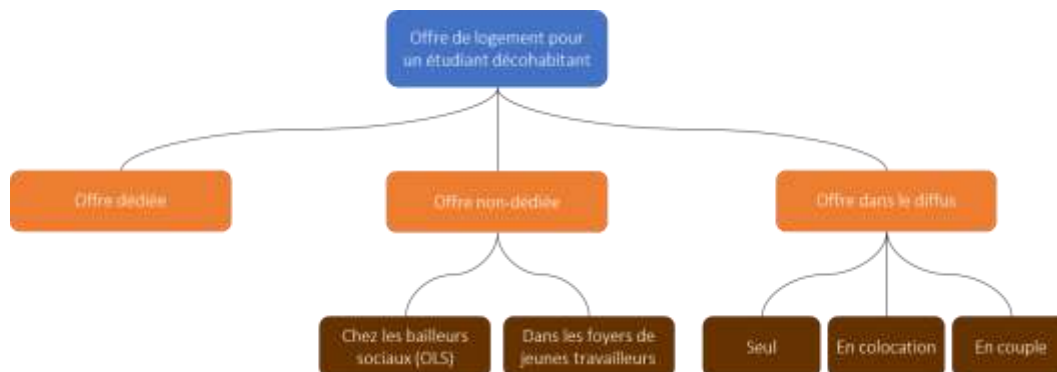 Offre de logement pour
un étudiant décohabitant
Offre dédiée
Offre non-dédiée
Offre dans le diffus
Chez les bailleurs
sociaux (OLS)
Dans les foyers de
jeunes travailleurs
Seul
En colocation
En couple